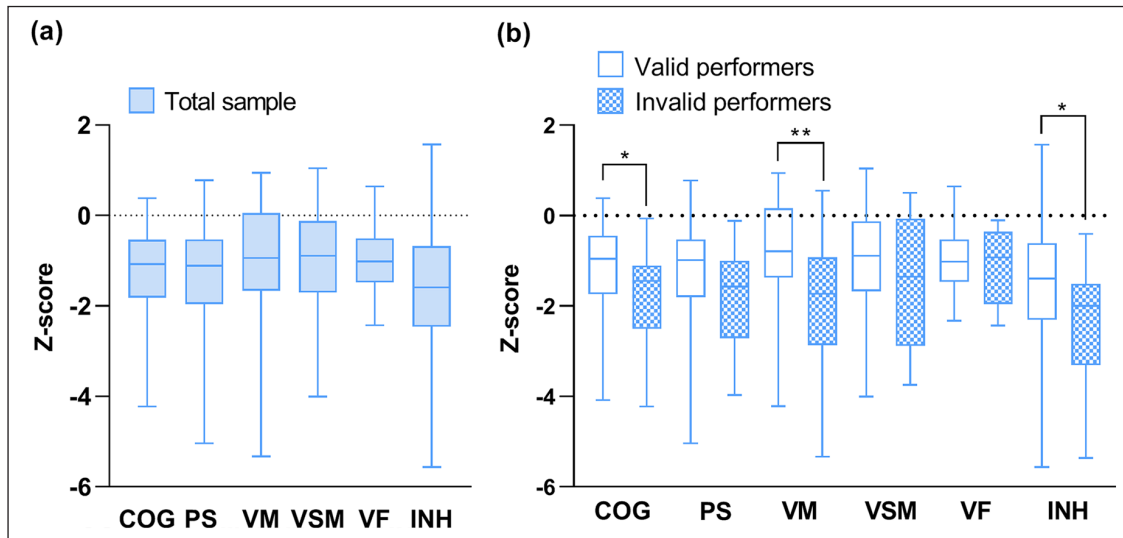 (a)
Total sample
Z-score
2
0
-2
-4
-6
COG PS VM VSM VF INH
(b)
Valid performers
Invalid performers
Z-score
2
0
-2
-4
-6
*
**
*
COG PS VM VSM VF INH